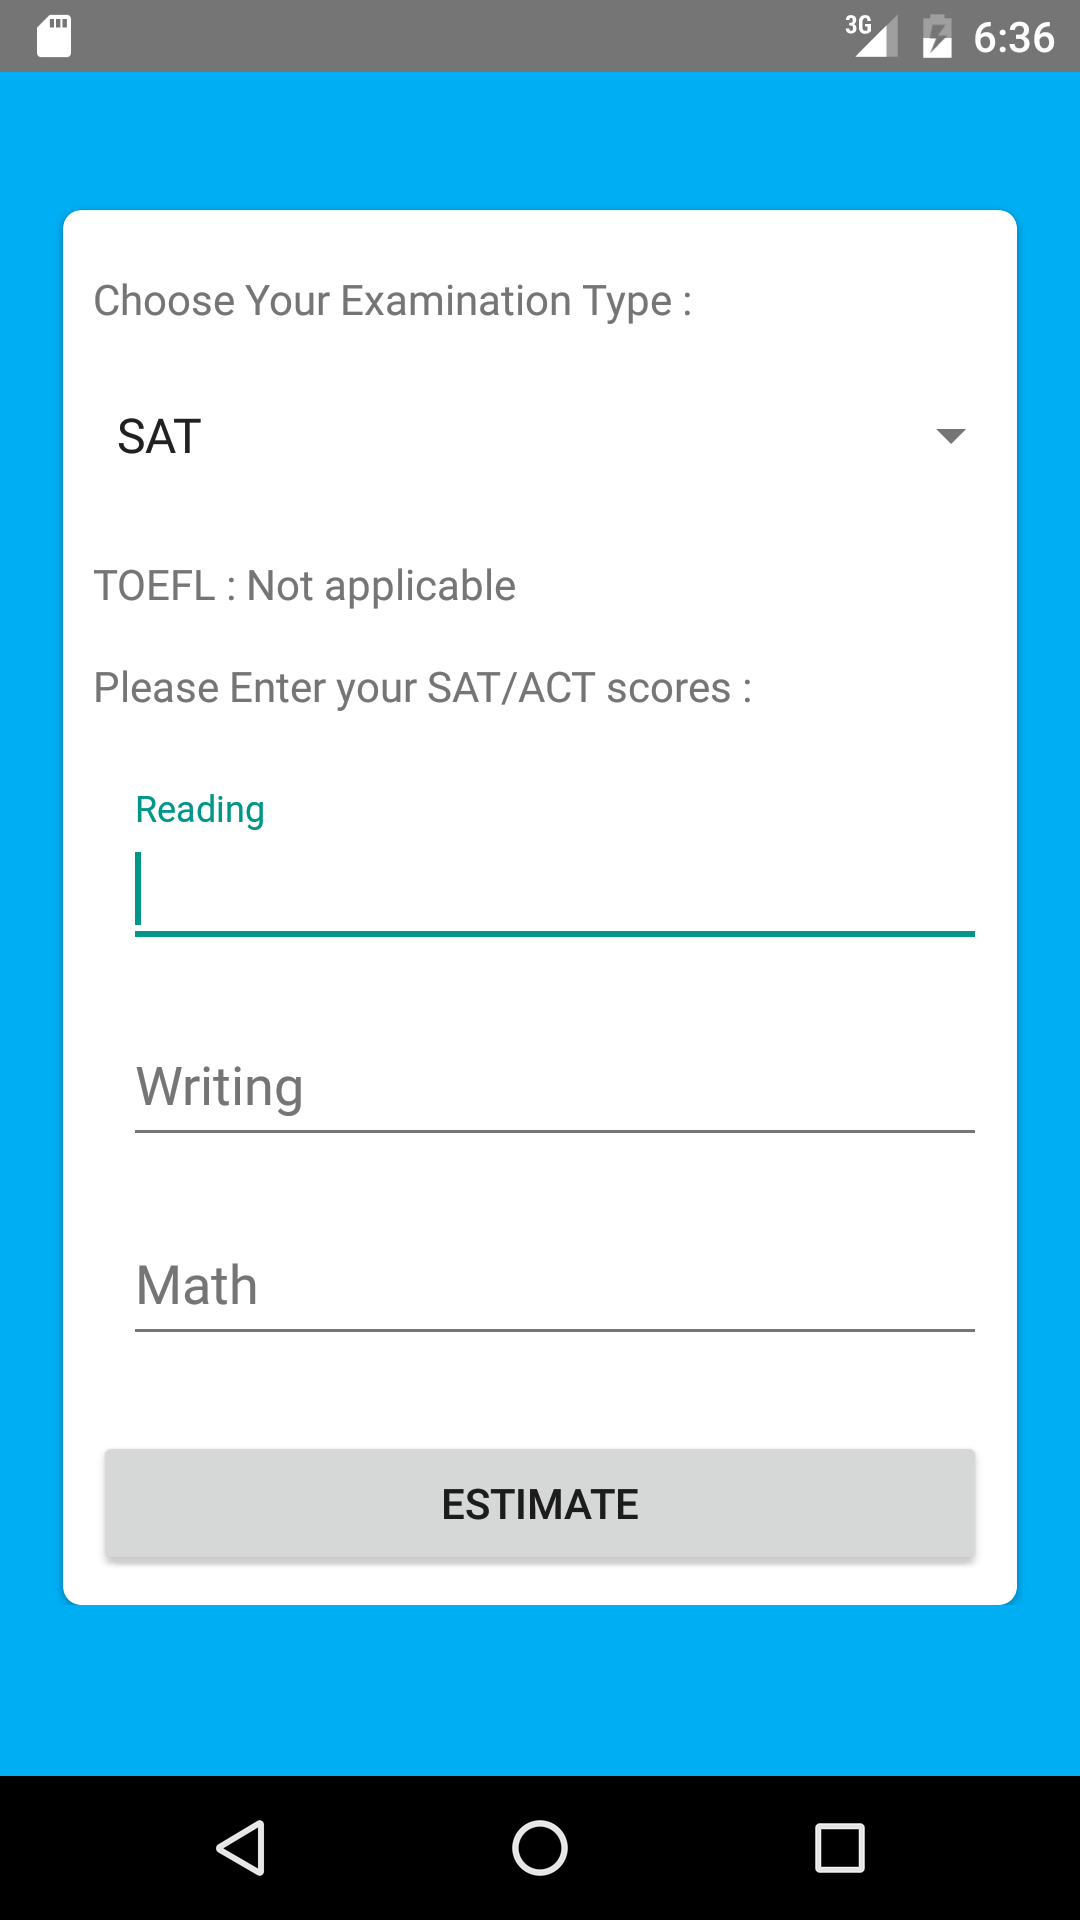 3G 6:36
Choose Your Examination Type :
SAT
TOEFL : Not applicable
Please Enter your SAT/ACT scores :
Reading
Writing
Math
ESTIMATE